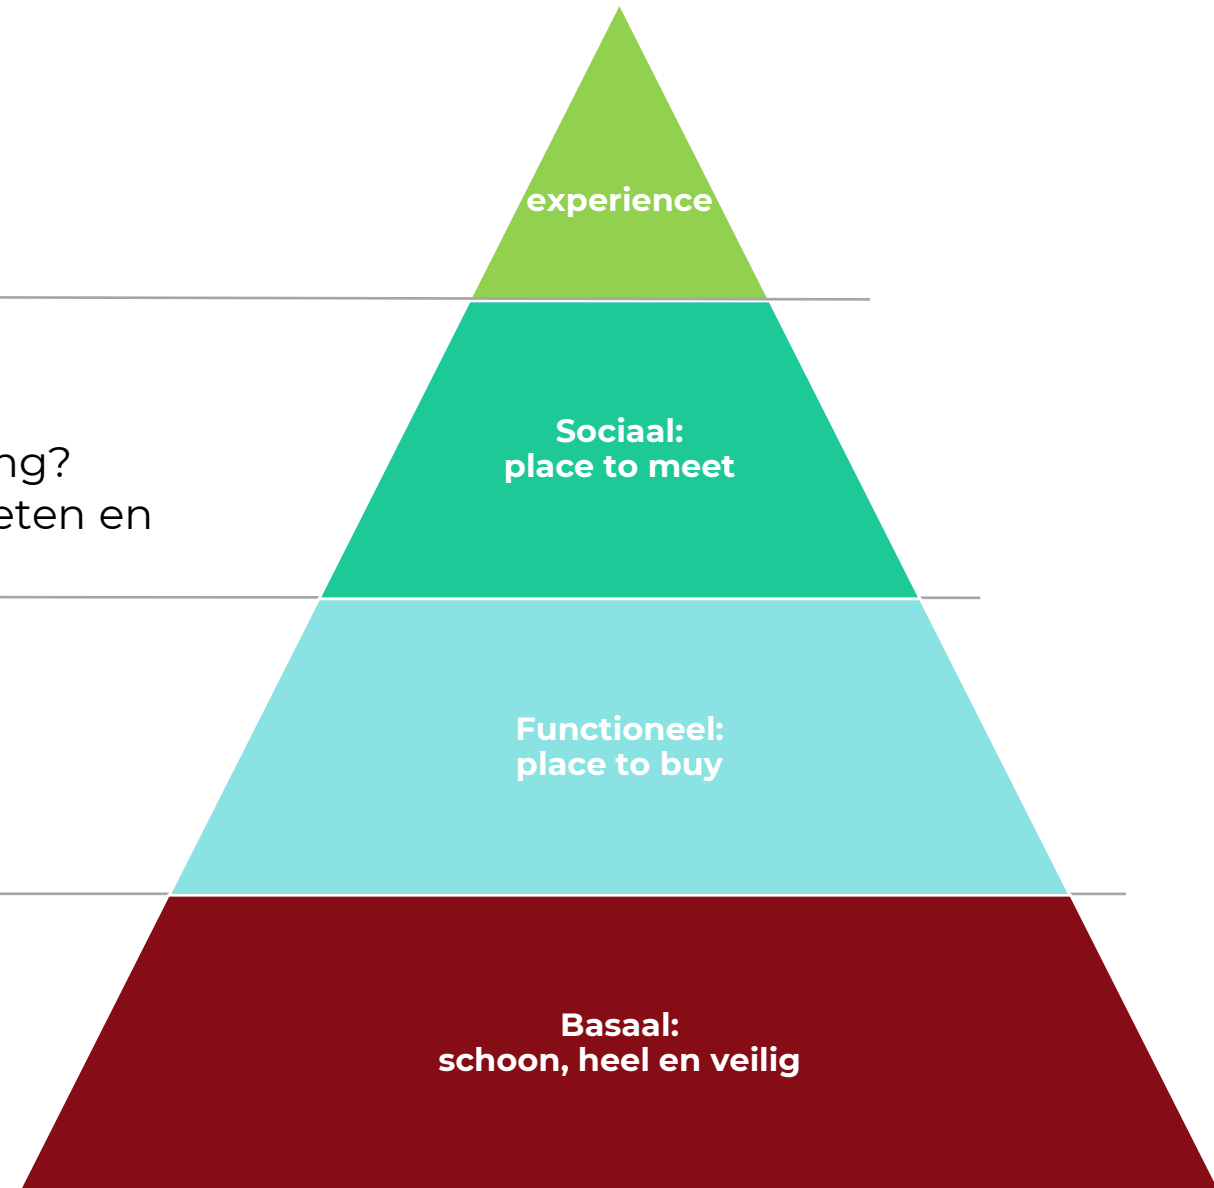 experience
Sociaal:
place to meet
ng?
eten en
Functioneel:
place to buy
Basaal:
schoon, heel en veilig